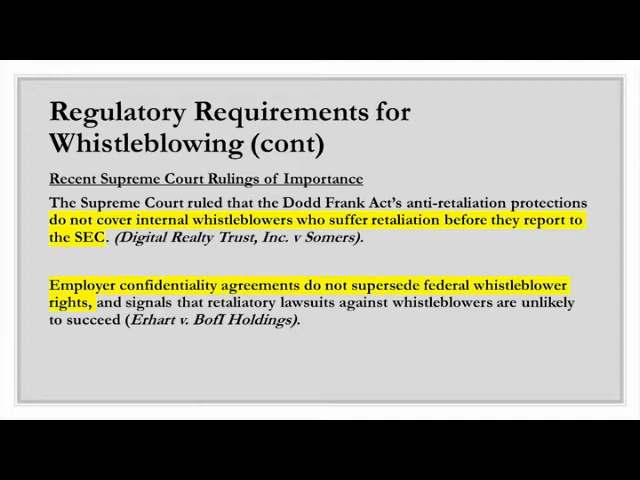 Regulatory Requirements for
Whistleblowing (cont)
Recent Supreme Court Rulings of Importance
The Supreme Court ruled that the Dodd Frank Act's anti-retaliation protections
do not cover internal whistleblowers who suffer retaliation before they report to
the SEC. (Digital Realty Trust, Inc. v Somers).
Employer confidentiality agreements do not supersede federal whistleblower
rights, and signals that retaliatory lawsuits against whistleblowers are unlikely
to succeed (Erhart v. BofI Holdings).